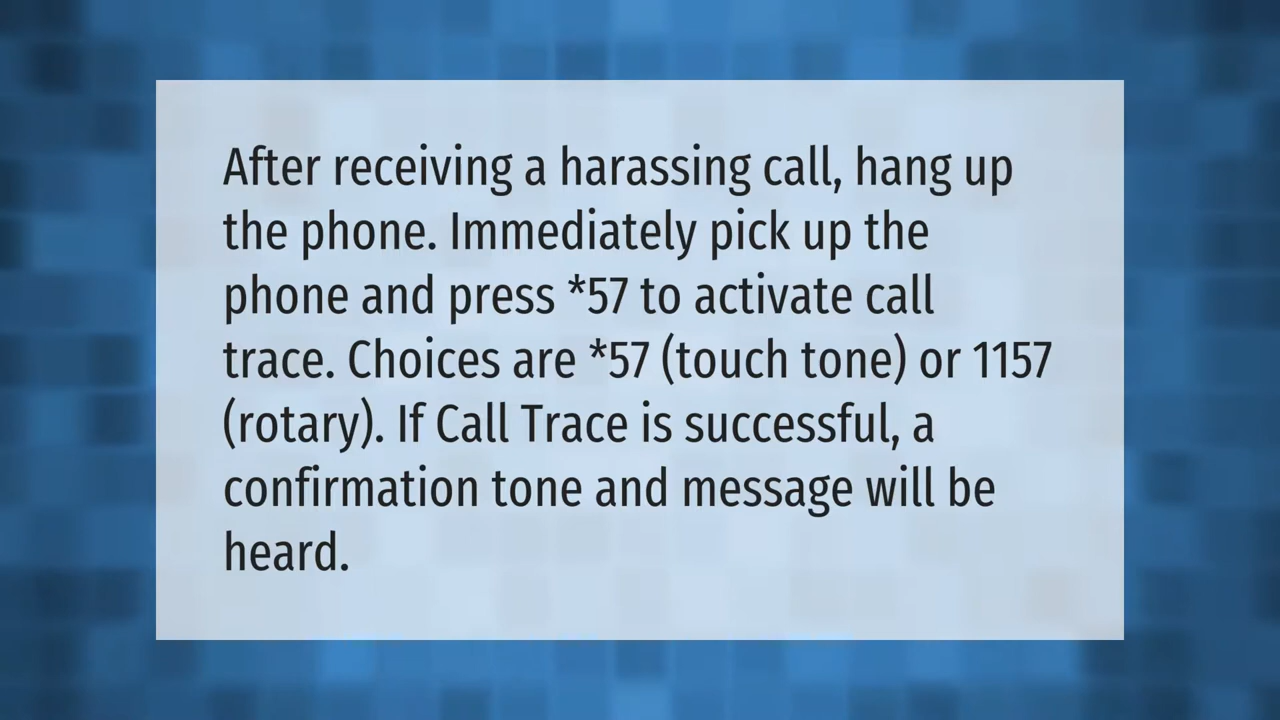 After receiving a harassing call, hang up
the phone. Immediately pick up the
phone and press *57 to activate call
trace. Choices are *57 (touch tone) or 1157
(rotary). If Call Trace is successful, a
confirmation tone and message will be
heard.